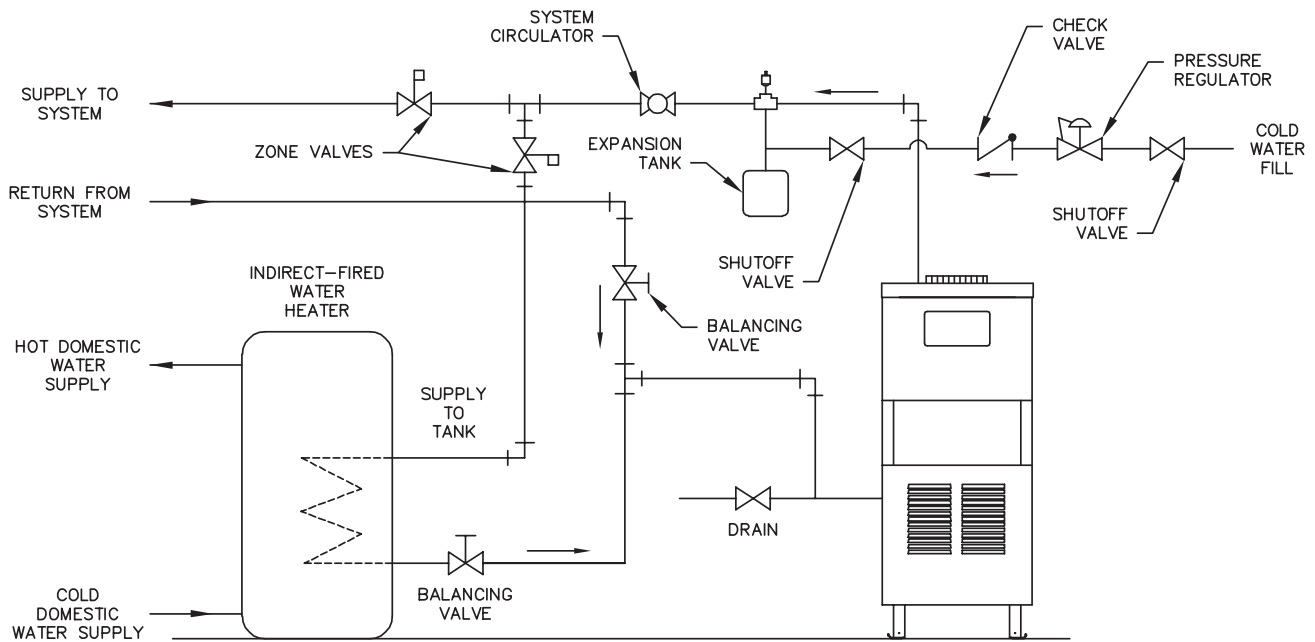 SYSTEM
CIRCULATOR
CHECK
VALVE
PRESSURE
REGULATOR
SUPPLY TO
SYSTEM
ZONE VALVES
EXPANSION
TANK
COLD
WATER
FILL
RETURN FROM
SYSTEM
SHUTOFF
VALVE
SHUTOFF
VALVE
INDIRECT-FIRED
WATER
HEATER
BALANCING
VALVE
HOT DOMESTIC
WATER
SUPPLY
SUPPLY
TO
TANK
DRAIN
BALANCING
VALVE
COLD
DOMESTIC
WATER SUPPLY